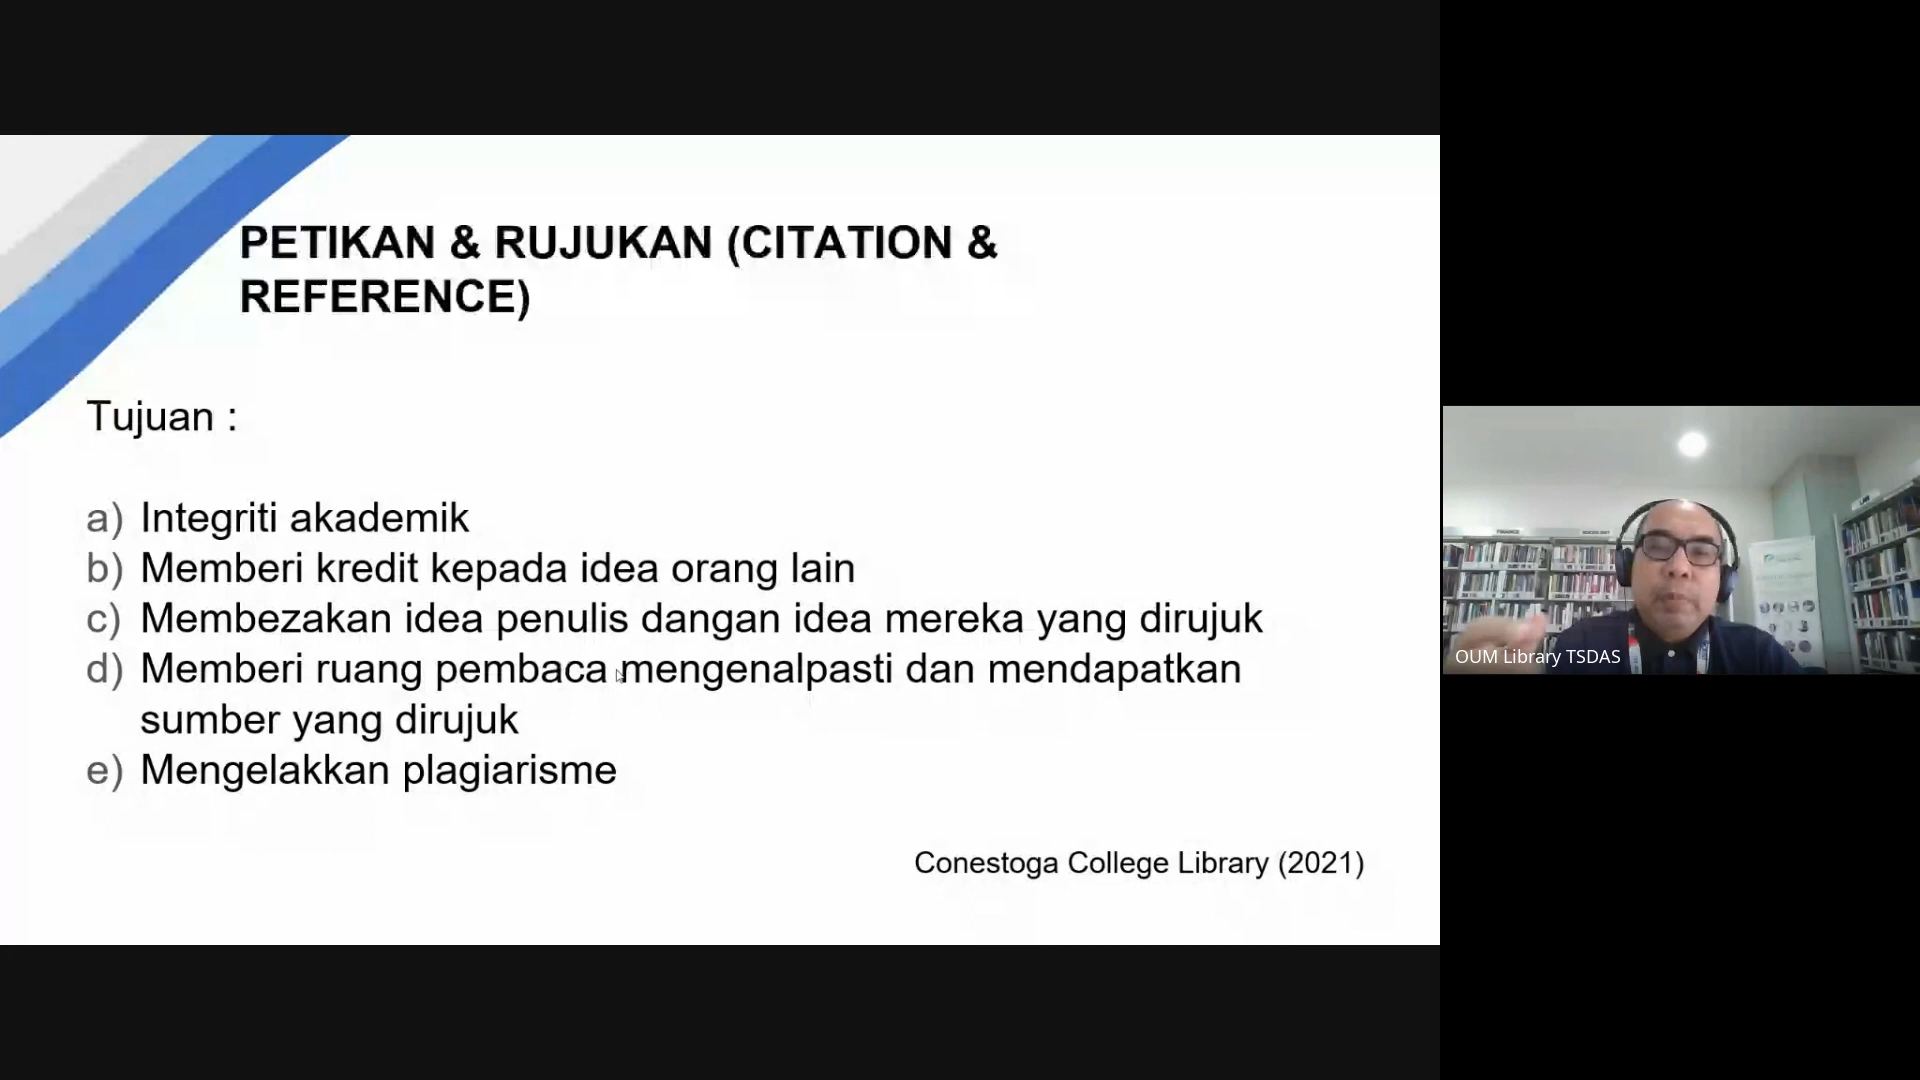 PETIKAN & RUJUKAN (CITATION &
REFERENCE)
Tujuan :
a) Integriti akademik
b) Memberi kredit kepada idea orang lain
c) Membezakan idea penulis dangan idea mereka yang dirujuk
d) Memberi ruang pembaca mengenalpasti dan mendapatkan
sumber yang dirujuk
e) Mengelakkan plagiarisme
Conestoga College Library (2021)
OUM Library TSDAS